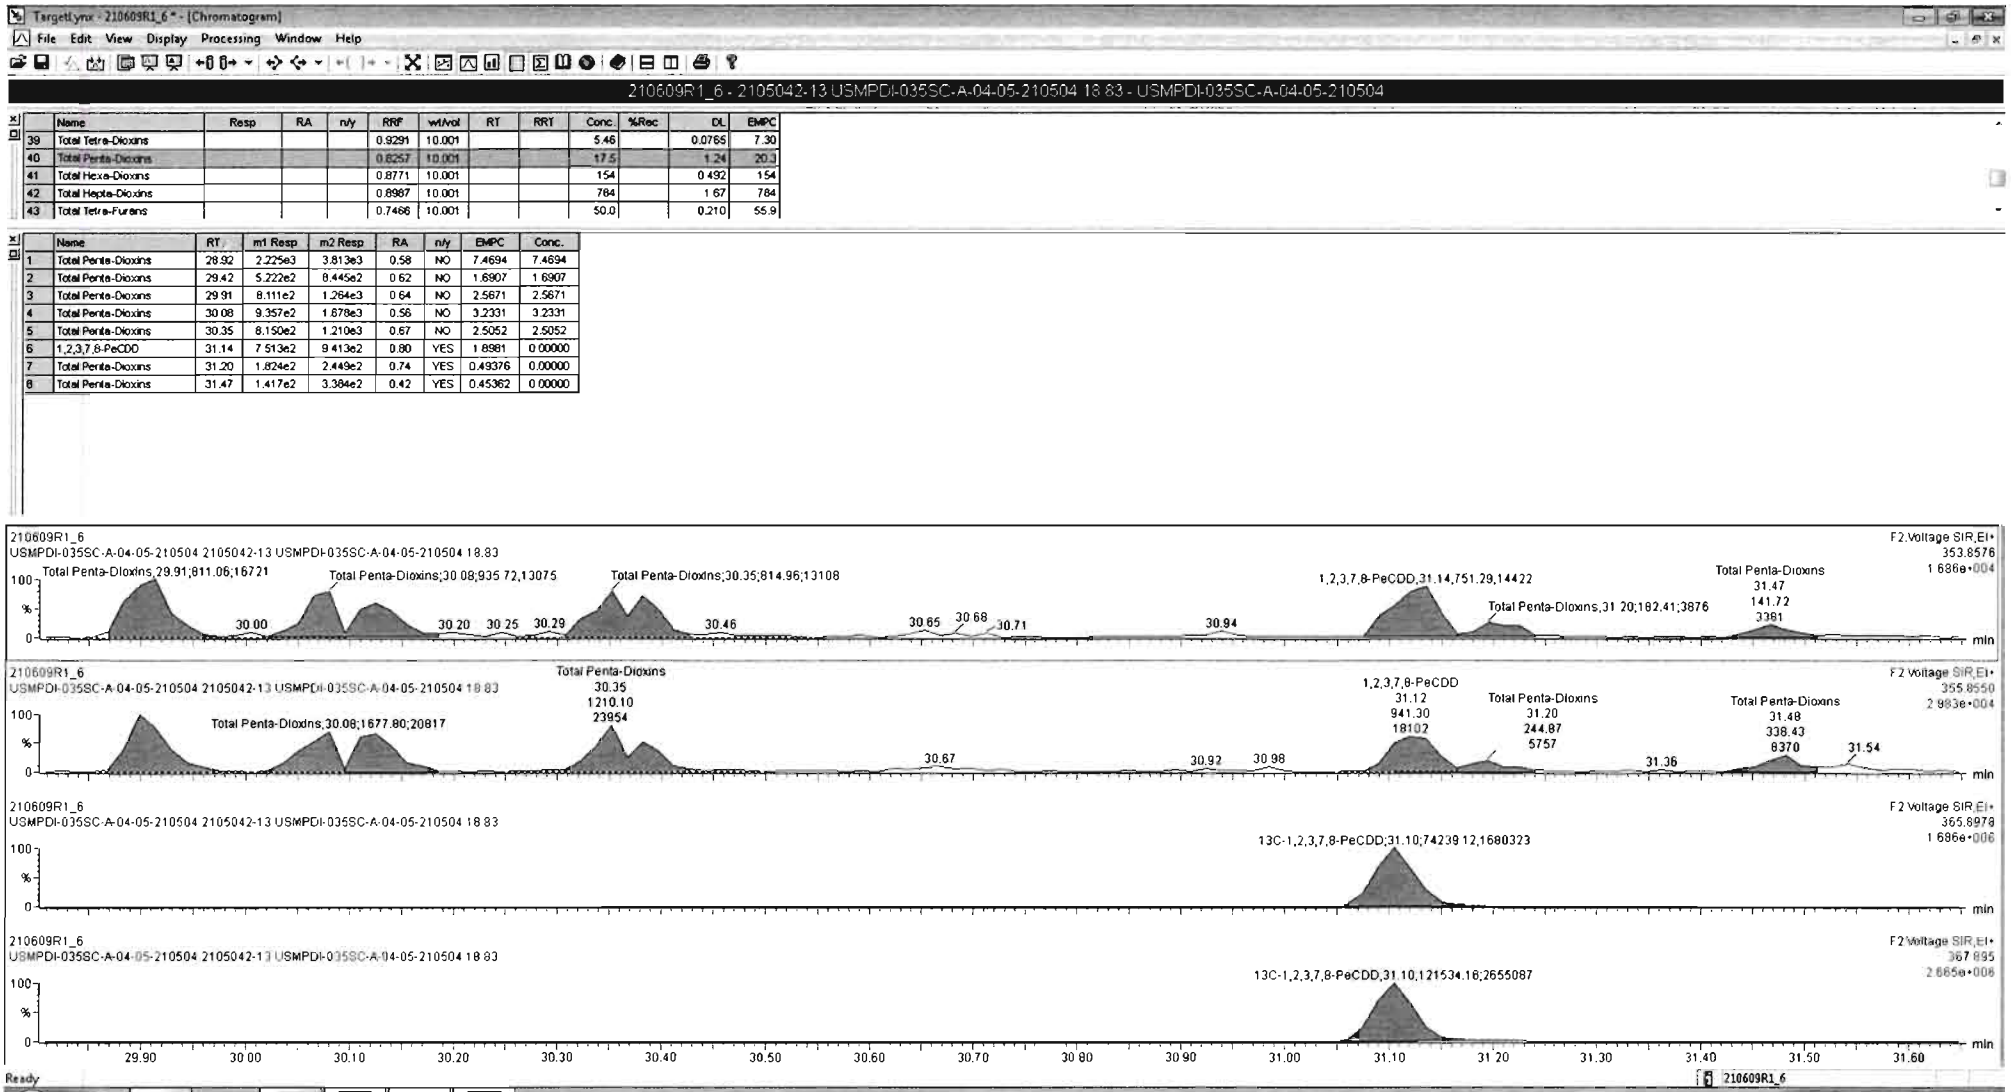 TargetLynx - 210609R1_6 * - [Chromatogram]
File Edit View Display Processing Window Help
210609R1_6 - 2105042-13 USMPDI-035SC-A-04-05-210504 18.83 - USMPDI-035SC-A-04-05-210504
Name Resp RA n/y RRF wt/vol RT RRT Conc. %Rec DL EMPC
39 Total Tetra-Dioxins 0.9291 10.001 5.46 0.0765 7.30
40 Total Penta-Dioxins 0.8257 10.001 17.5 1.24 20.3
41 Total Hexa-Dioxins 0.8771 10.001 154 0.492 154
42 Total Hepta-Dioxins 0.8987 10.001 784 1.67 784
43 Total Tetra-Furans 0.7466 10.001 50.0 0.210 55.9
Name RT m1 Resp m2 Resp RA n/y EMPC Conc.
1 Total Penta-Dioxins 28.92 2.225e3 3.813e3 0.58 NO 7.4694 7.4694
2 Total Penta-Dioxins 29.42 5.222e2 8.445e2 0.62 NO 1.6907 1.6907
3 Total Penta-Dioxins 29.91 8.111e2 1.264e3 0.64 NO 2.5671 2.5671
4 Total Penta-Dioxins 30.08 9.357e2 1.678e3 0.56 NO 3.2331 3.2331
5 Total Penta-Dioxins 30.35 8.150e2 1.210e3 0.67 NO 2.5052 2.5052
6 1,2,3,7,8-PeCDD 31.14 7.513e2 9.413e2 0.80 YES 1.8981 0.00000
7 Total Penta-Dioxins 31.20 1.824e2 2.449e2 0.74 YES 0.49376 0.00000
8 Total Penta-Dioxins 31.47 1.417e2 3.384e2 0.42 YES 0.45362 0.00000
210609R1_6
USMPDI-035SC-A-04-05-210504 2105042-13 USMPDI-035SC-A-04-05-210504 18.83
F2:Voltage SIR,EI+
353.8576
1.686e+004
Total Penta-Dioxins;29.91;811.06;16721
Total Penta-Dioxins;30.08;935.72;13075
Total Penta-Dioxins;30.35;814.96;13108
1,2,3,7,8-PeCDD;31.14;751.29;14422
Total Penta-Dioxins;31.20;182.41;3876
Total Penta-Dioxins
31.47
141.72
3381
100
%
0
30.00 30.20 30.25 30.29 30.46 30.65 30.68 30.71 30.94
min
210609R1_6
USMPDI-035SC-A-04-05-210504 2105042-13 USMPDI-035SC-A-04-05-210504 18.83
F2:Voltage SIR,EI+
355.8550
2.983e+004
Total Penta-Dioxins;30.08;1677.80;20817
Total Penta-Dioxins
30.35
1210.10
23954
1,2,3,7,8-PeCDD
31.12
941.30
18102
Total Penta-Dioxins
31.20
244.87
5757
Total Penta-Dioxins
31.48
338.43
8370
100
%
0
30.67 30.92 30.98 31.36 31.54
min
210609R1_6
USMPDI-035SC-A-04-05-210504 2105042-13 USMPDI-035SC-A-04-05-210504 18.83
F2:Voltage SIR,EI+
365.8978
1.686e+006
13C-1,2,3,7,8-PeCDD;31.10;74239.12;1680323
100
%
0
min
210609R1_6
USMPDI-035SC-A-04-05-210504 2105042-13 USMPDI-035SC-A-04-05-210504 18.83
F2:Voltage SIR,EI+
367.895
2.665e+006
13C-1,2,3,7,8-PeCDD;31.10;121534.16;2655087
100
%
0
min
29.90 30.00 30.10 30.20 30.30 30.40 30.50 30.60 30.70 30.80 30.90 31.00 31.10 31.20 31.30 31.40 31.50 31.60
Ready
210609R1_6